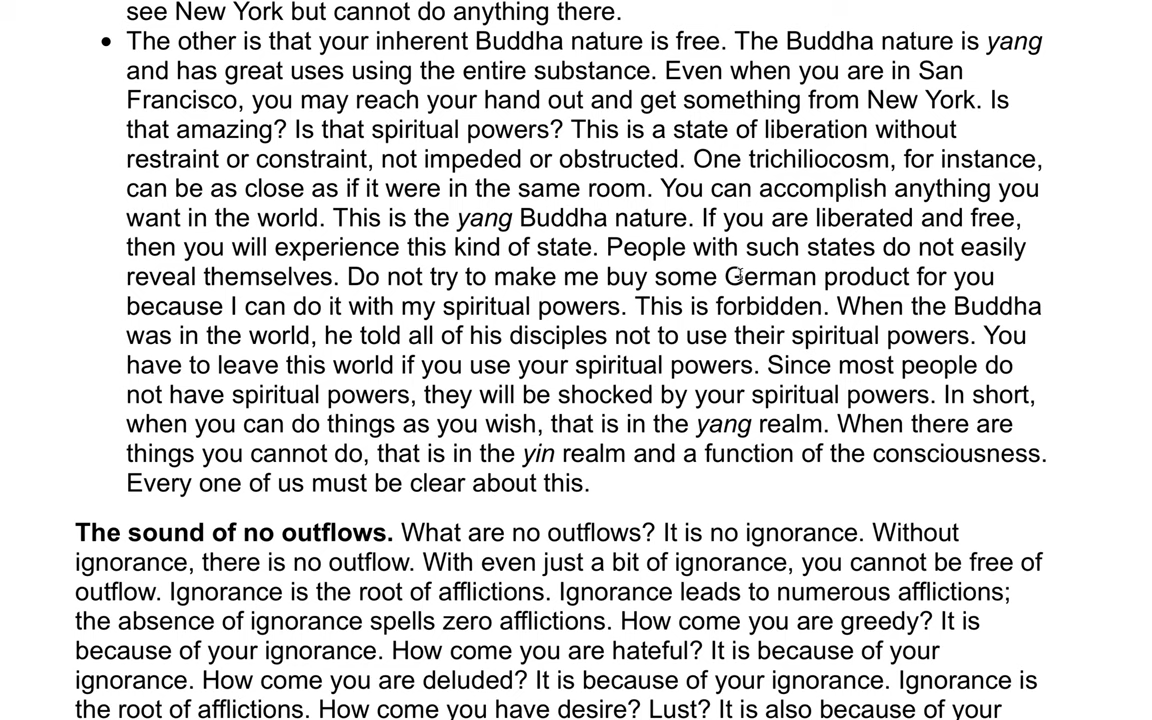 see New York but cannot do anything there.
• The other is that your inherent Buddha nature is free. The Buddha nature is yang
and has great uses using the entire substance. Even when you are in San
Francisco, you may reach your hand out and get something from New York. Is
that amazing? Is that spiritual powers? This is a state of liberation without
restraint or constraint, not impeded or obstructed. One trichiliocosm, for instance,
can be as close as if it were in the same room. You can accomplish anything you
want in the world. This is the yang Buddha nature. If you are liberated and free,
then you will experience this kind of state. People with such states do not easily
reveal themselves. Do not try to make me buy some German product for you
because I can do it with my spiritual powers. This is forbidden. When the Buddha
was in the world, he told all of his disciples not to use their spiritual powers. You
have to leave this world if you use your spiritual powers. Since most people do
not have spiritual powers, they will be shocked by your spiritual powers. In short,
when you can do things as you wish, that is in the yang realm. When there are
things you cannot do, that is in the yin realm and a function of the consciousness.
Every one of us must be clear about this.
The sound of no outflows. What are no outflows? It is no ignorance. Without
ignorance, there is no outflow. With even just a bit of ignorance, you cannot be free of
outflow. Ignorance is the root of afflictions. Ignorance leads to numerous afflictions;
the absence of ignorance spells zero afflictions. How come you are greedy? It is
because of your ignorance. How come you are hateful? It is because of your
ignorance. How come you are deluded? It is because of your ignorance. Ignorance is
the root of afflictions. How come you have desire? Lust? It is also because of your